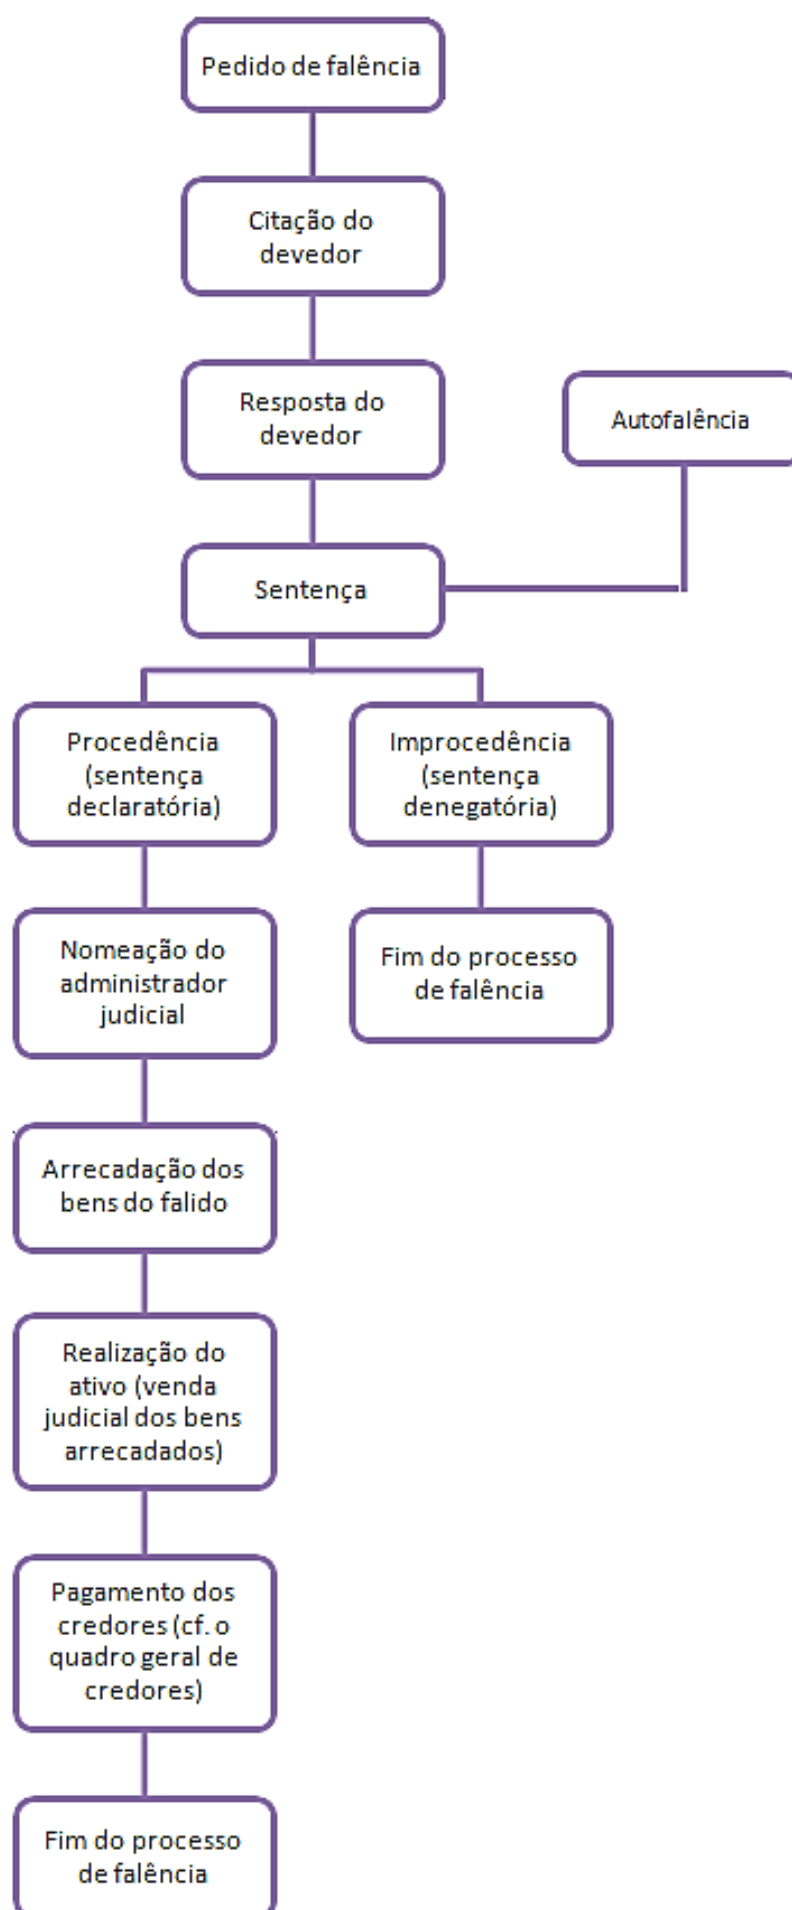 Pedido de falência
Citação do
devedor
Resposta do
devedor
Autofalência
Sentença
Procedência
(sentença
declaratória)
Improcedência
(sentença
denegatória)
Nomeação do
administrador
judicial
Fim do processo
de falência
Arrecadação dos
bens do falido
Realização do
ativo (venda
judicial dos bens
arrecadados)
Pagamento dos
credores (cf. o
quadro geral de
credores)
Fim do processo
de falência